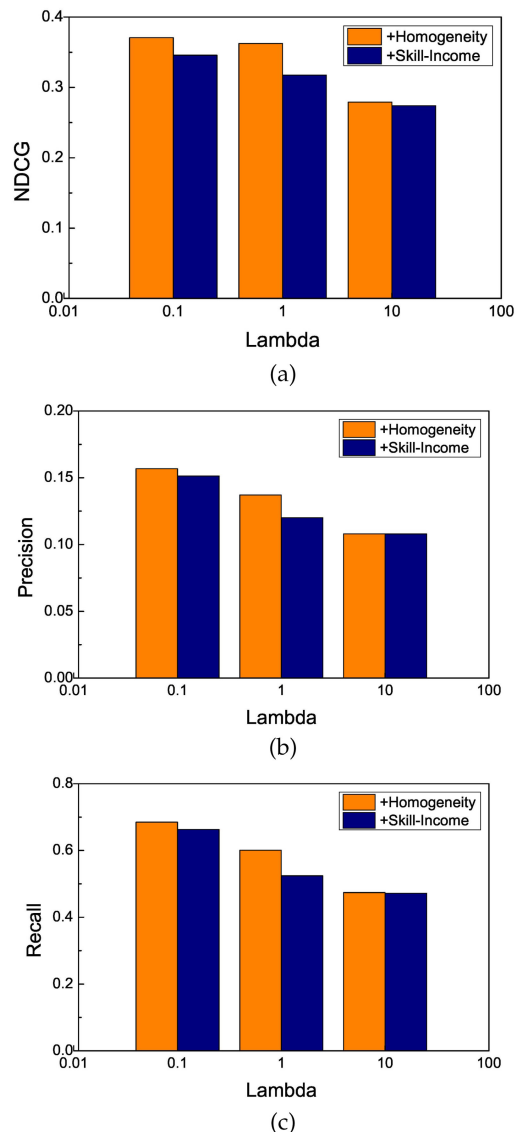 0.4
+Homogeneity
+Skill-Income
0.3
NDCG
0.2
0.1
0.0
0.01 0.1 1 10 100
Lambda
(a)
0.20
+Homogeneity
+Skill-Income
0.15
Precision
0.10
0.05
0.00
0.01 0.1 1 10 100
Lambda
(b)
0.8
+Homogeneity
+Skill-Income
0.6
Recall
0.4
0.2
0.0
0.01 0.1 1 10 100
Lambda
(c)